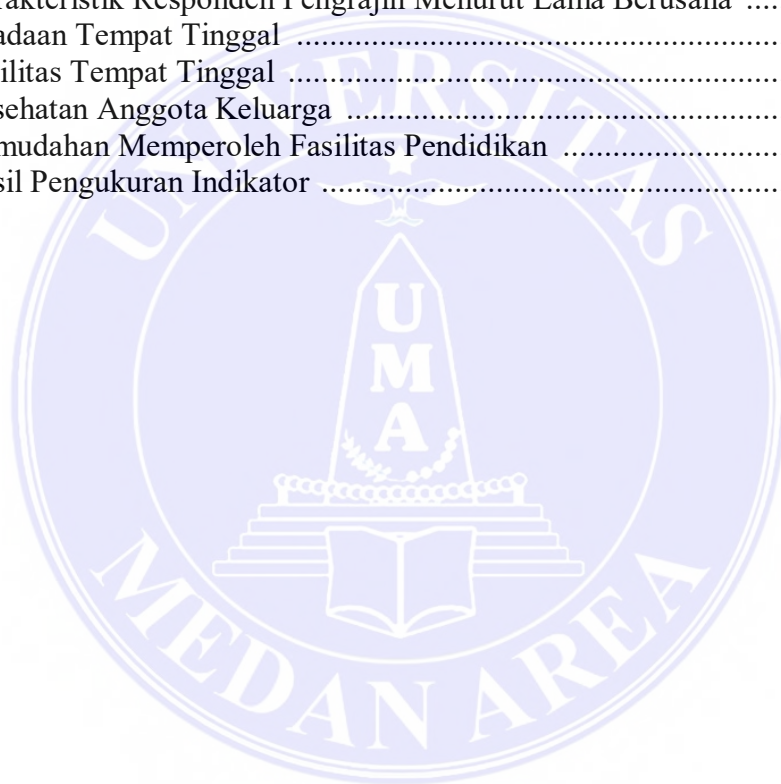 rakteristik Responden Pengrajin Menurut Lama Berusaha ....
adaan Tempat Tinggal ........................................................
ilitas Tempat Tinggal .........................................................
sehatan Anggota Keluarga ..................................................
mudahan Memperoleh Fasilitas Pendidikan .........................
sil Pengukuran Indikator .....................................................
UNIVERSITAS
U
M
A
MEDAN AREA